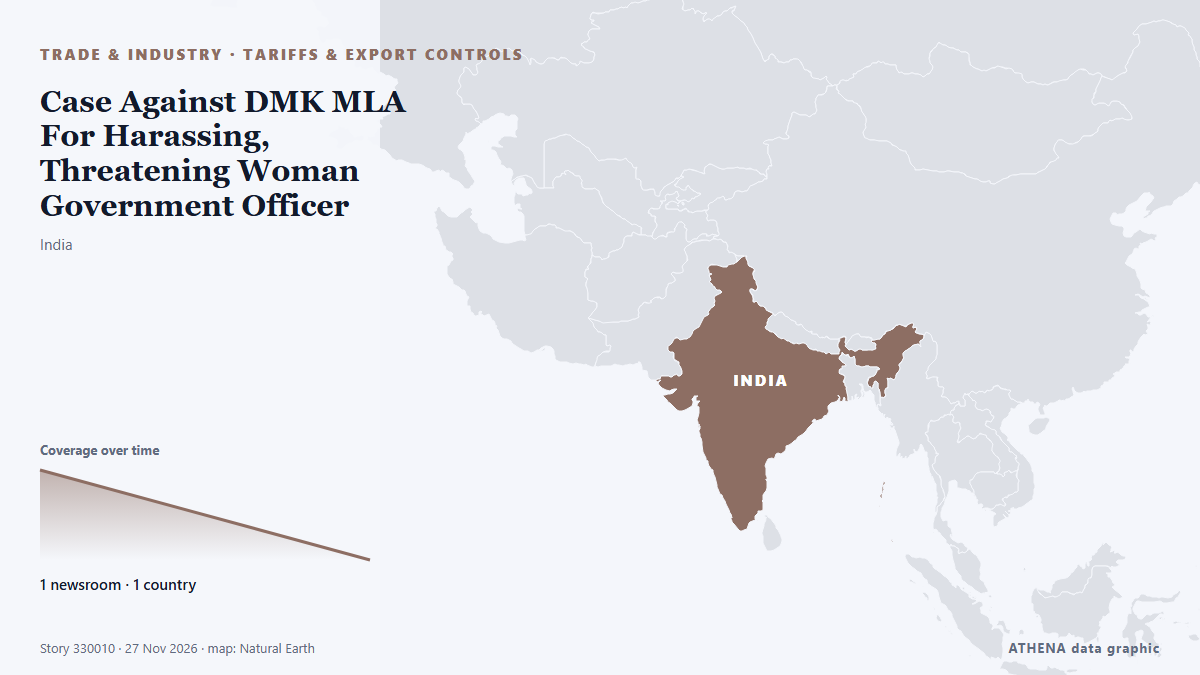 TRADE & INDUSTRY · TARIFFS & EXPORT CONTROLS
Case Against DMK MLA
For Harassing,
Threatening Woman
Government Officer
India
INDIA
Coverage over time
1 newsroom · 1 country
Story 330010 · 27 Nov 2026 · map: Natural Earth
ATHENA data graphic